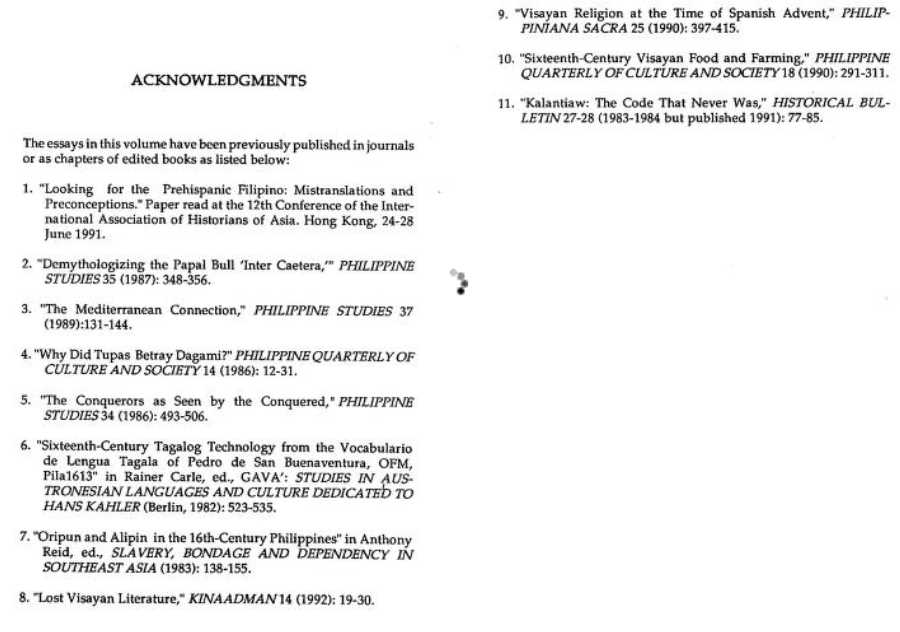 ACKNOWLEDGMENTS
The essays in this volume have been previously published in journals
or as chapters of edited books as listed below:
1. "Looking for the Prehispanic Filipino: Mistranslations and
Preconceptions." Paper read at the 12th Conference of the Inter-
national Association of Historians of Asia. Hong Kong, 24-28
June 1991.
2. "Demythologizing the Papal Bull 'Inter Caetera,'" PHILIPPINE
STUDIES 35 (1987): 348-356.
3. "The Mediterranean Connection," PHILIPPINE STUDIES 37
(1989):131-144.
4. "Why Did Tupas Betray Dagami?" PHILIPPINE QUARTERLY OF
CULTURE AND SOCIETY 14 (1986): 12-31.
5. "The Conquerors as Seen by the Conquered," PHILIPPINE
STUDIES 34 (1986): 493-506.
6. "Sixteenth-Century Tagalog Technology from the Vocabulario
de Lengua Tagala of Pedro de San Buenaventura, OFM,
Pila1613" in Rainer Carle, ed., GAVA': STUDIES IN AUS-
TRONESIAN LANGUAGES AND CULTURE DEDICATED TO
HANS KAHLER (Berlin, 1982): 523-535.
7. "Oripun and Alipin in the 16th-Century Philippines" in Anthony
Reid, ed., SLAVERY, BONDAGE AND DEPENDENCY IN
SOUTHEAST ASIA (1983): 138-155.
8. "Lost Visayan Literature," KINAADMAN 14 (1992): 19-30.
9. "Visayan Religion at the Time of Spanish Advent," PHILIP-
PINIANA SACRA 25 (1990): 397-415.
10. "Sixteenth-Century Visayan Food and Farming," PHILIPPINE
QUARTERLY OF CULTURE AND SOCIETY 18 (1990): 291-311.
11. "Kalantiaw: The Code That Never Was," HISTORICAL BUL-
LETIN 27-28 (1983-1984 but published 1991): 77-85.